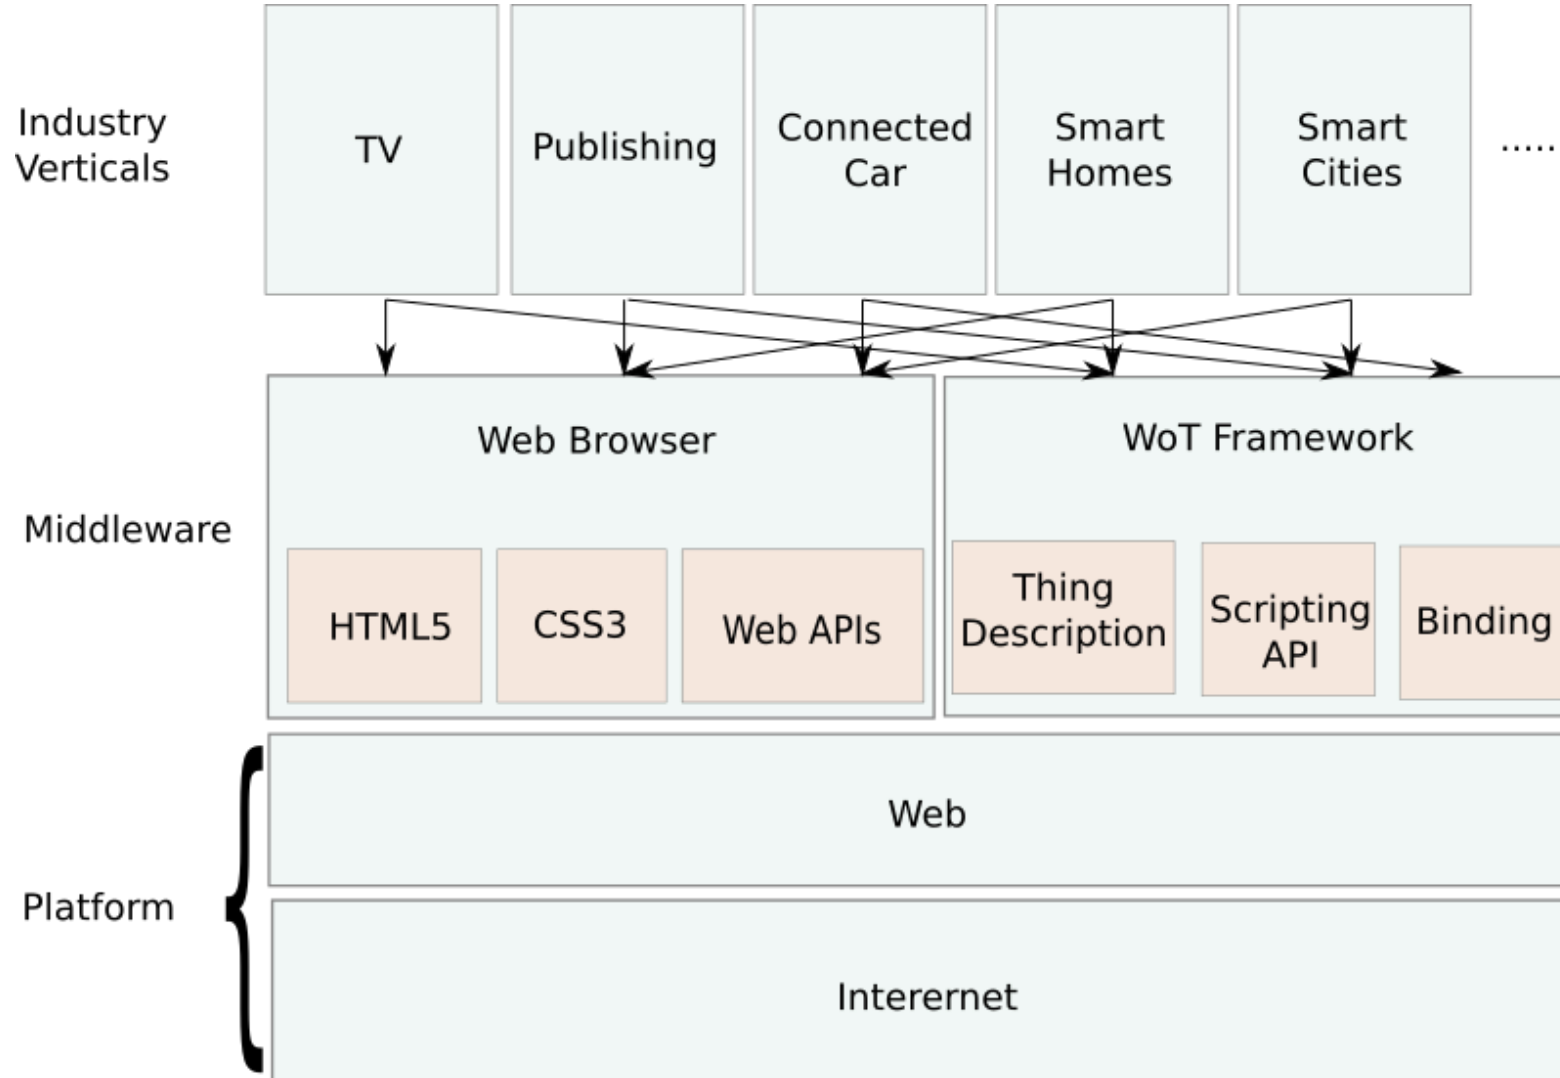 Industry
Verticals
TV
Publishing
Connected
Car
Smart
Homes
Smart
Cities
.....
Middleware
Web Browser
HTML5
CSS3
Web APIs
WoT Framework
Thing
Description
Scripting
API
Binding
Platform
Web
Interernet